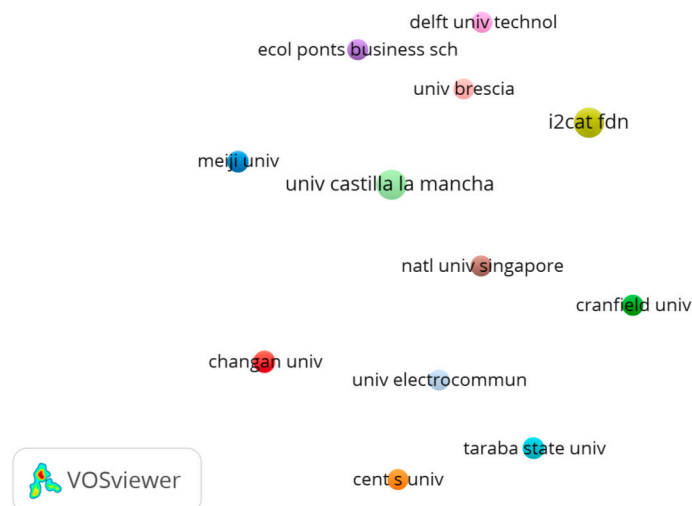 delft univ technol
ecol ponts business sch
univ brescia
i2cat fdn
meiji univ
univ castilla la mancha
natl univ singapore
cranfield univ
changan univ
univ electrocommun
taraba state univ
cent s univ
VOSviewer